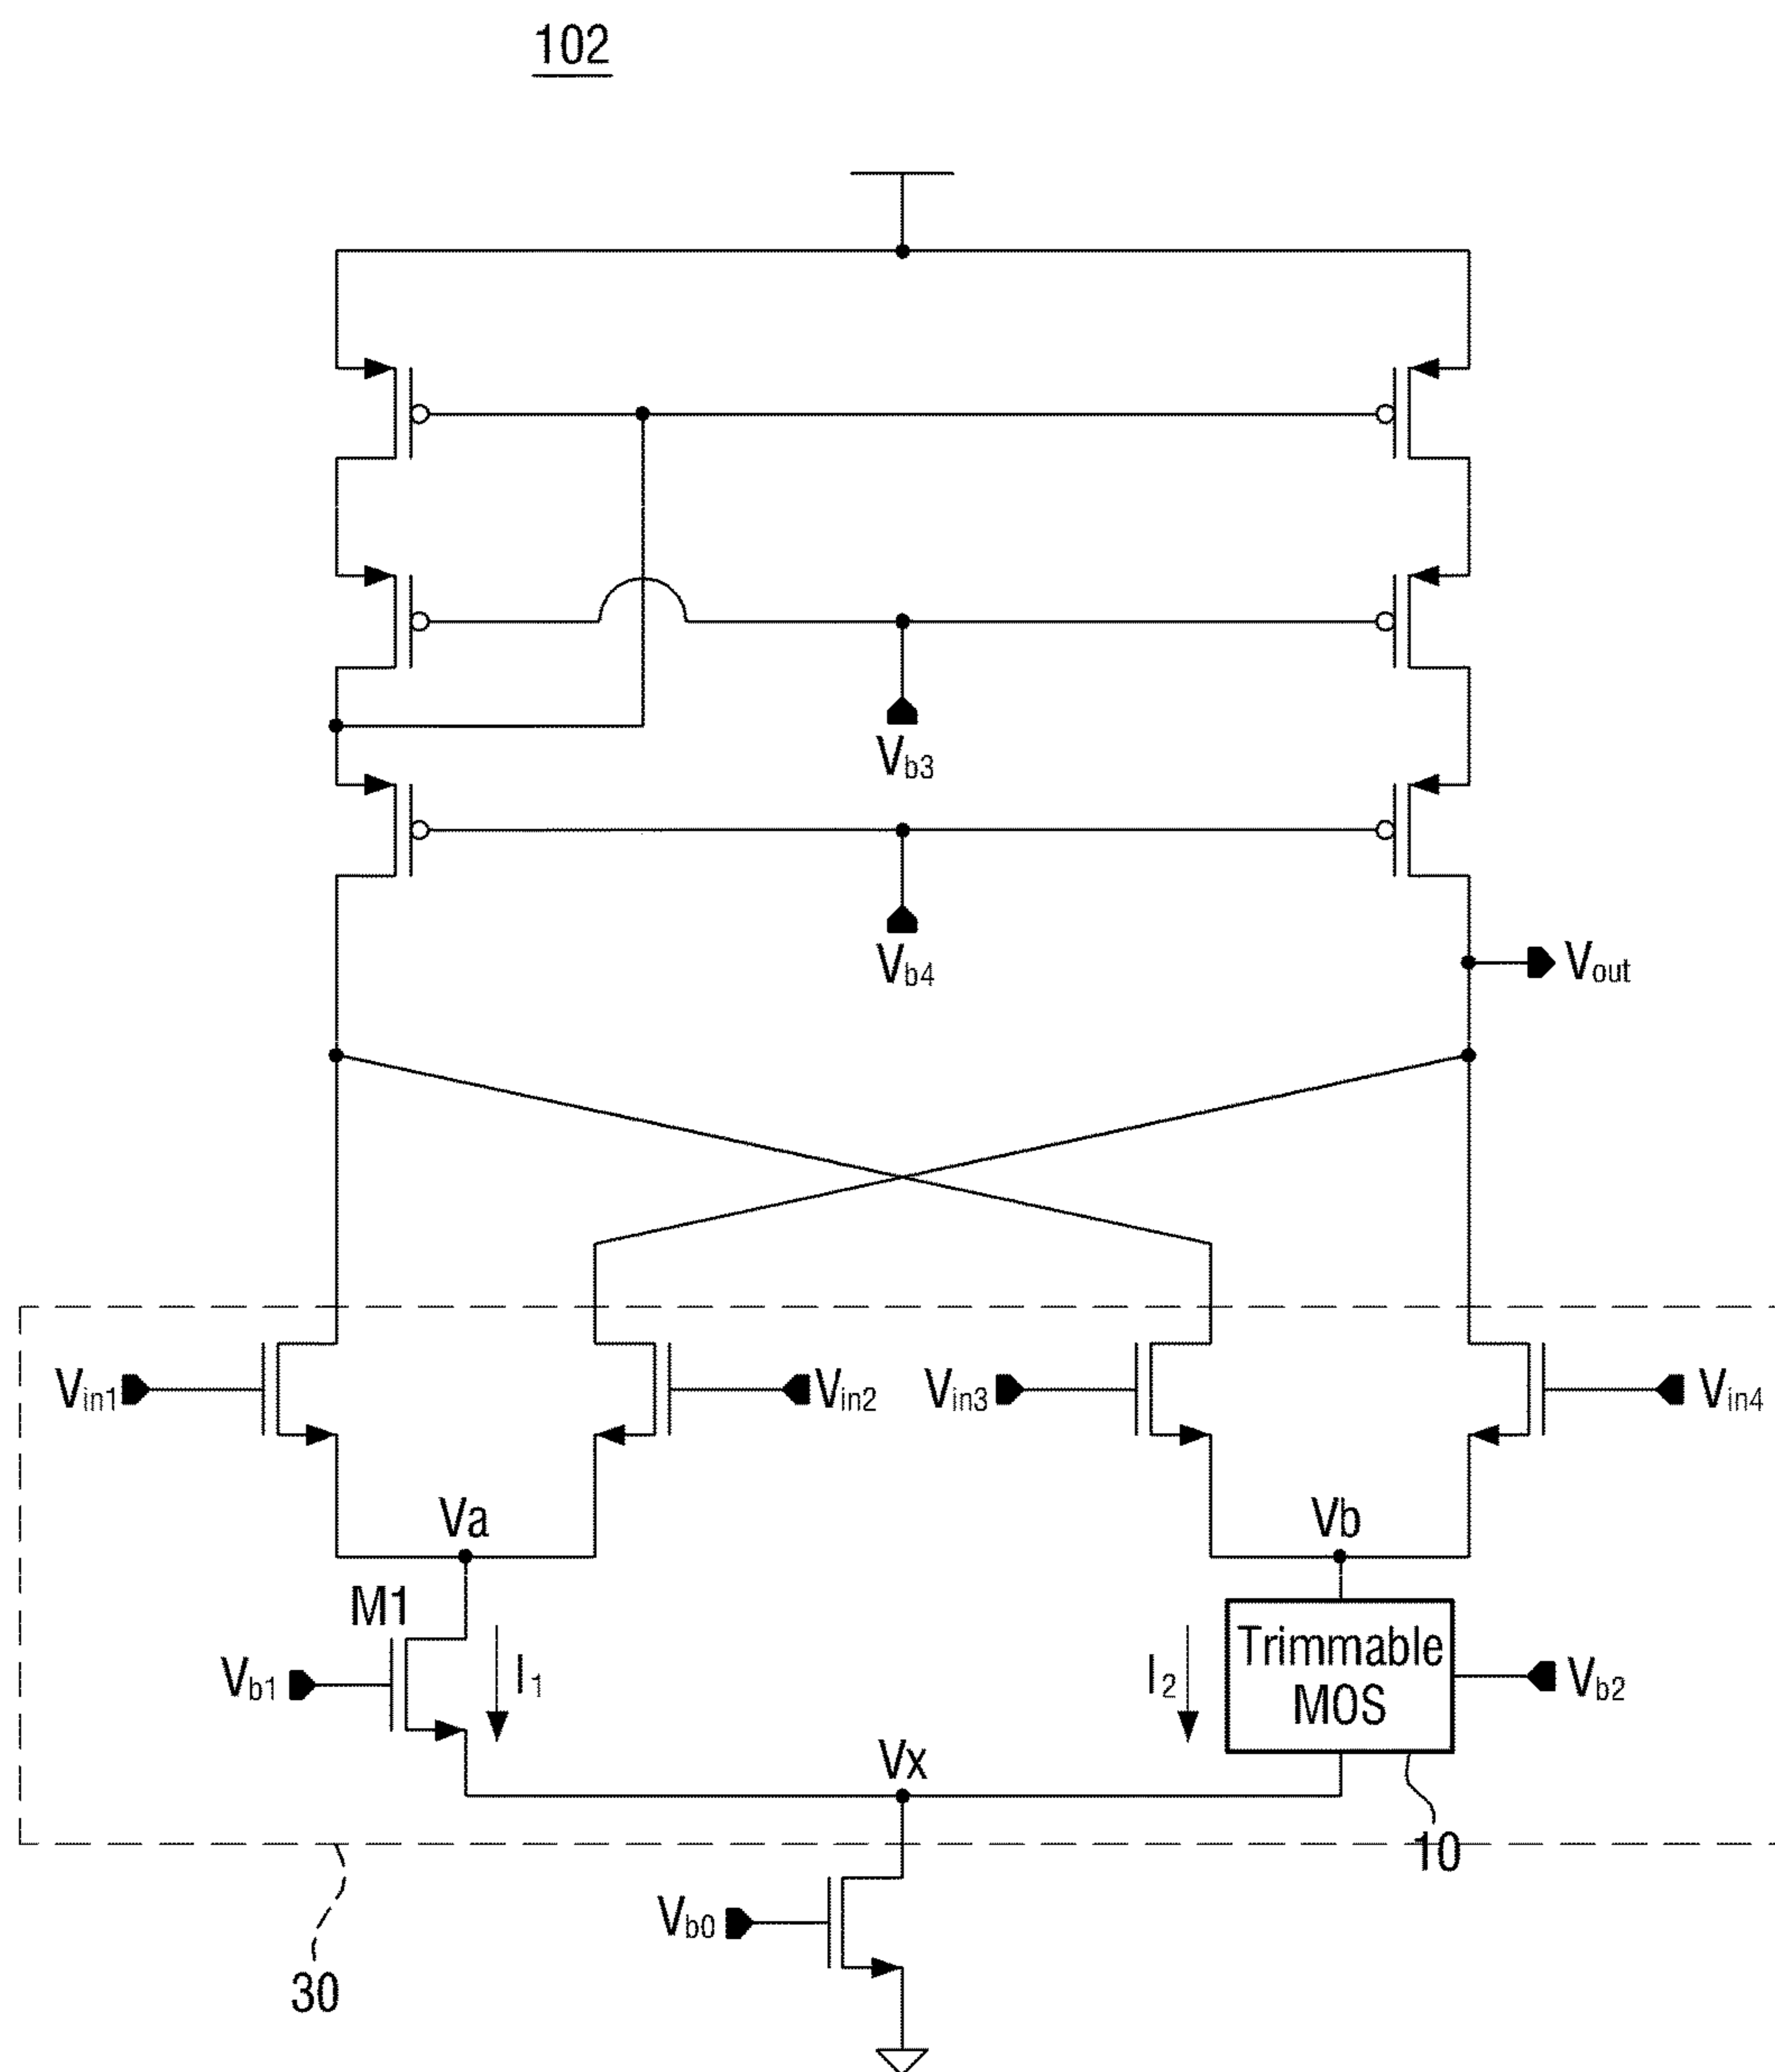 102
Vb3
Vb4
Vout
Vin1
Vin2
Vin3
Vin4
Va
Vb
M1
Trimmable
MOS
Vb1
I1
I2
Vb2
Vx
10
Vb0
30